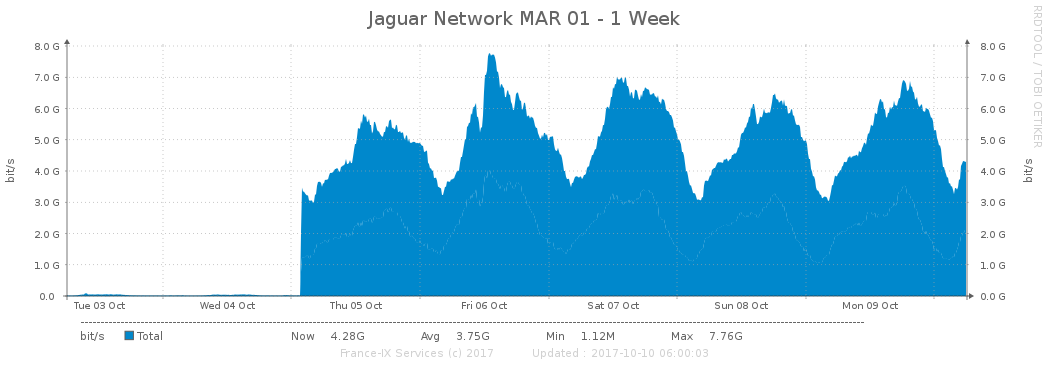 Jaguar Network MAR 01 - 1 Week
RRDTOOL / TOBI OETIKER
bit/s
bit/s
8.0 G 8.0 G
7.0 G 7.0 G
6.0 G 6.0 G
5.0 G 5.0 G
4.0 G 4.0 G
3.0 G 3.0 G
2.0 G 2.0 G
1.0 G 1.0 G
0.0 0.0 G
Tue 03 Oct Wed 04 Oct Thu 05 Oct Fri 06 Oct Sat 07 Oct Sun 08 Oct Mon 09 Oct
bit/s Total Now 4.28G Avg 3.75G Min 1.12M Max 7.76G
France-IX Services (c) 2017 Updated : 2017-10-10 06:00:03